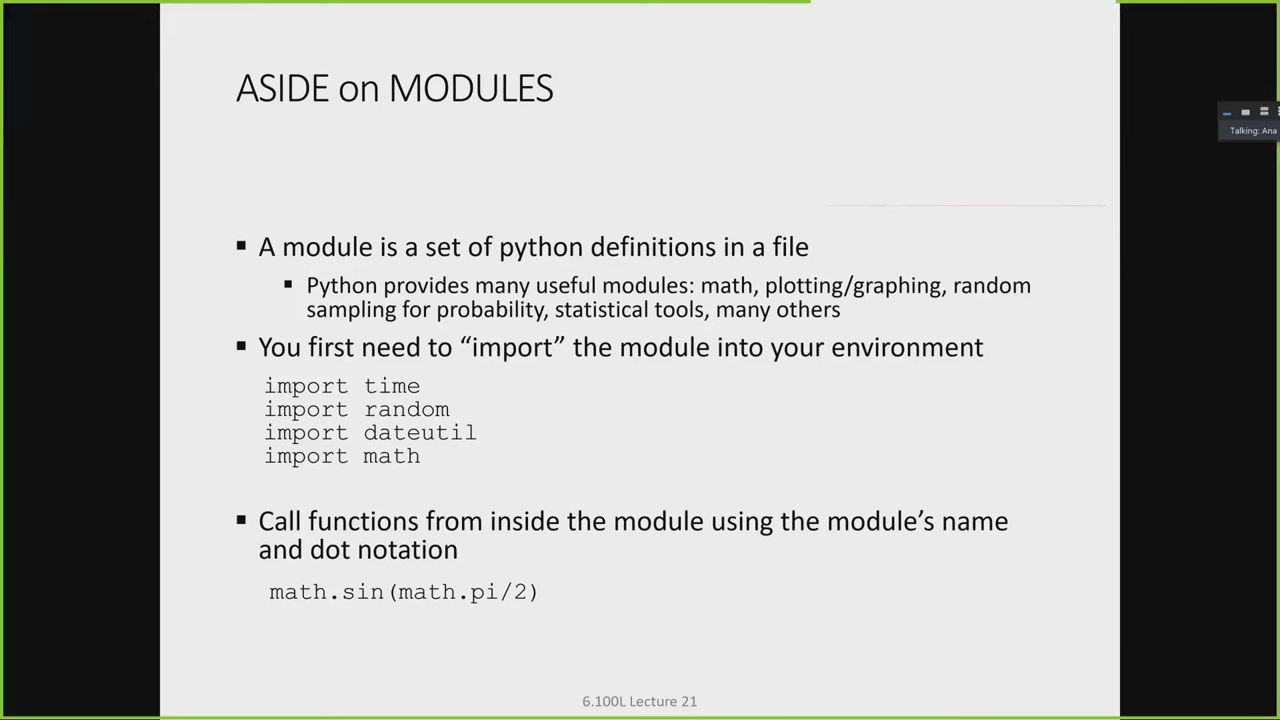 ASIDE on MODULES
Talking: Ana
▪ A module is a set of python definitions in a file
▪ Python provides many useful modules: math, plotting/graphing, random
sampling for probability, statistical tools, many others
▪ You first need to “import” the module into your environment
import time
import random
import dateutil
import math
▪ Call functions from inside the module using the module’s name
and dot notation
math.sin(math.pi/2)
6.100L Lecture 21